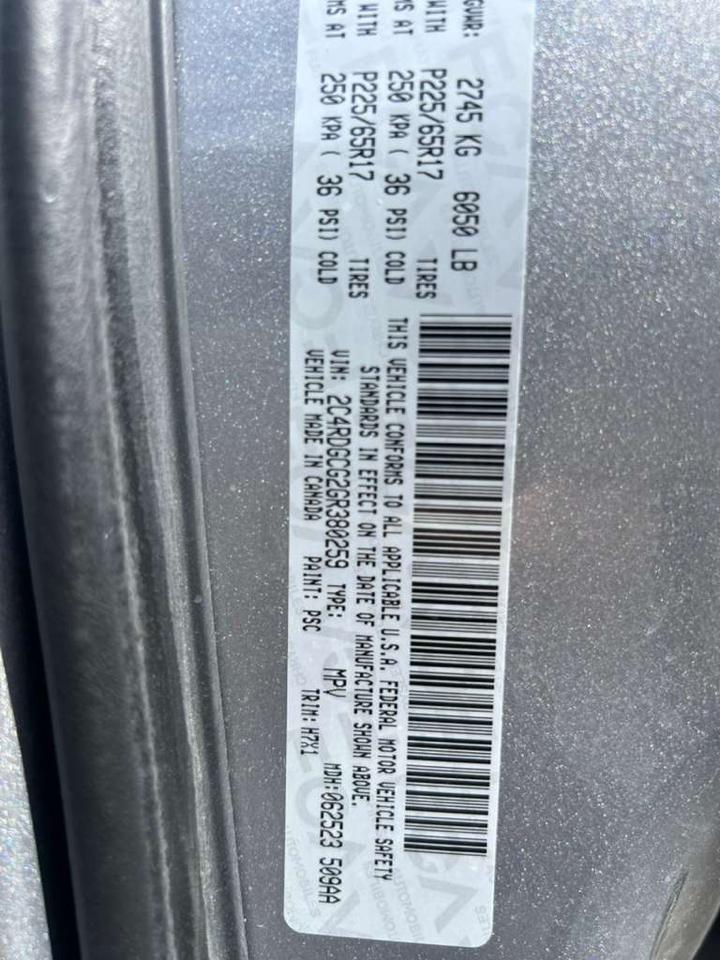 GVWR: 2745 KG 6050 LB
WITH P225/65R17 TIRES
MS AT 250 KPA ( 36 PSI) COLD
WITH P225/65R17 TIRES
MS AT 250 KPA ( 36 PSI) COLD
THIS VEHICLE CONFORMS TO ALL APPLICABLE U.S.A. FEDERAL MOTOR VEHICLE SAFETY
STANDARDS IN EFFECT ON THE DATE OF MANUFACTURE SHOWN ABOVE.
VIN: 2C4RDGCG2GR380259 TYPE: MPV MDH:062523 509AA
VEHICLE MADE IN CANADA PAINT: PSC TRIM: H7X1